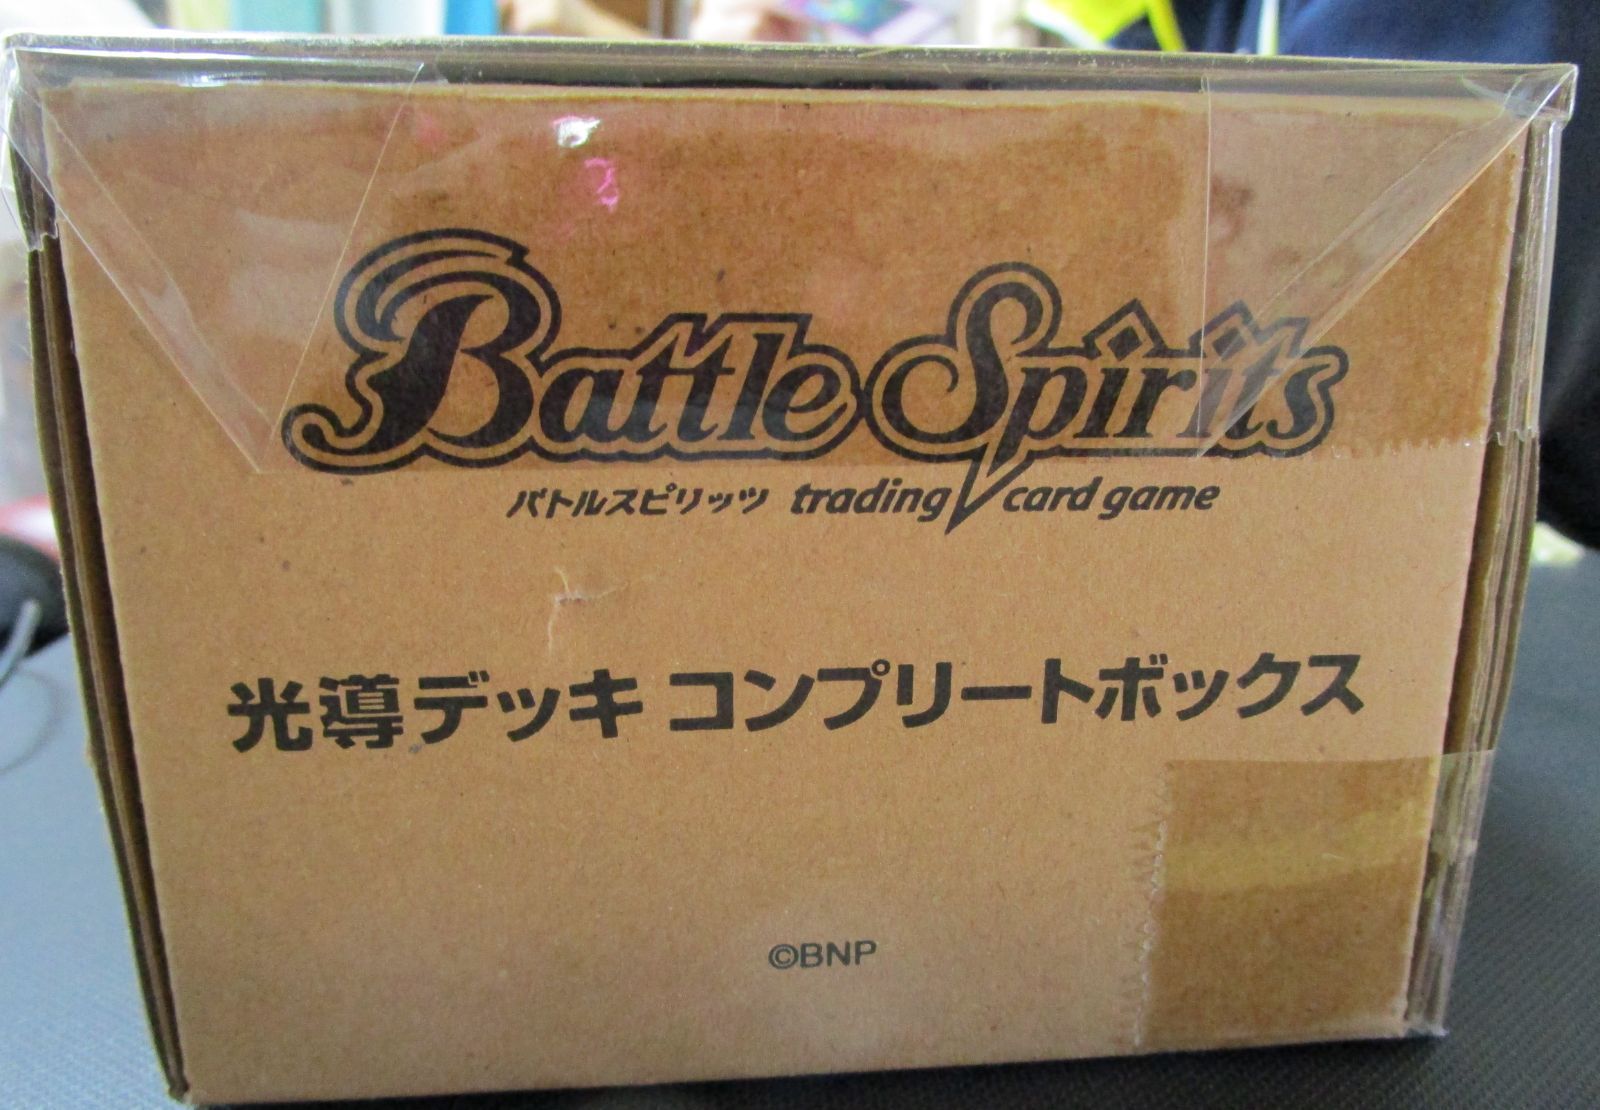 Battle Spirits
バトルスピリッツ trading card game
光導デッキ コンプリートボックス
©BNP